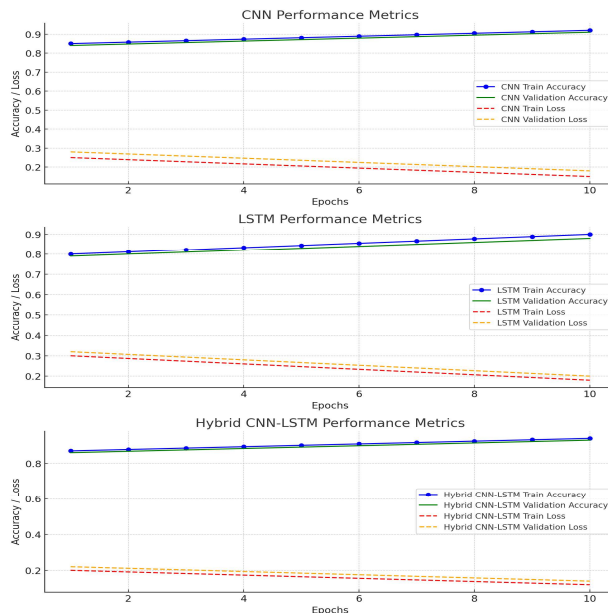 CNN Performance Metrics
Accuracy / Loss
0.9
0.8
0.7
0.6
0.5
0.4
0.3
0.2
CNN Train Accuracy
CNN Validation Accuracy
CNN Train Loss
CNN Validation Loss
2 4 6 8 10
Epochs
LSTM Performance Metrics
Accuracy / Loss
0.9
0.8
0.7
0.6
0.5
0.4
0.3
0.2
LSTM Train Accuracy
LSTM Validation Accuracy
LSTM Train Loss
LSTM Validation Loss
2 4 6 8 10
Epochs
Hybrid CNN-LSTM Performance Metrics
Accuracy / Loss
0.8
0.6
0.4
0.2
Hybrid CNN-LSTM Train Accuracy
Hybrid CNN-LSTM Validation Accuracy
Hybrid CNN-LSTM Train Loss
Hybrid CNN-LSTM Validation Loss
2 4 6 8 10
Epochs